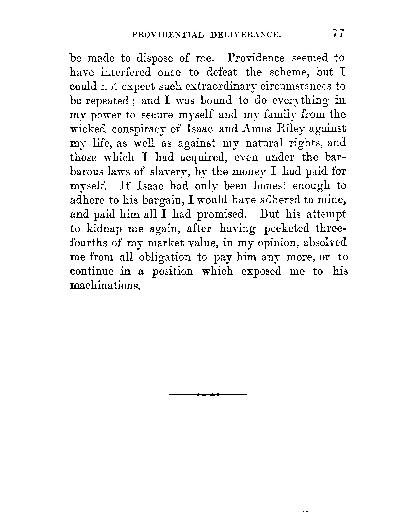 PROVIDENTIAL DELIVERANCE. 77
be made to dispose of me. Providence seemed to
have interfered once to defeat the scheme, but I
could not expect such extraordinary circumstances to
be repeated; and I was bound to do everything in
my power to secure myself and my family from the
wicked conspiracy of Isaac and Amos Riley against
my life, as well as against my natural rights, and
those which I had acquired, even under the bar-
barous laws of slavery, by the money I had paid for
myself. If Isaac had only been honest enough to
adhere to his bargain, I would have adhered to mine,
and paid him all I had promised. But his attempt
to kidnap me again, after having pocketed three-
fourths of my market value, in my opinion, absolved
me from all obligation to pay him any more, or to
continue in a position which exposed me to his
machinations.